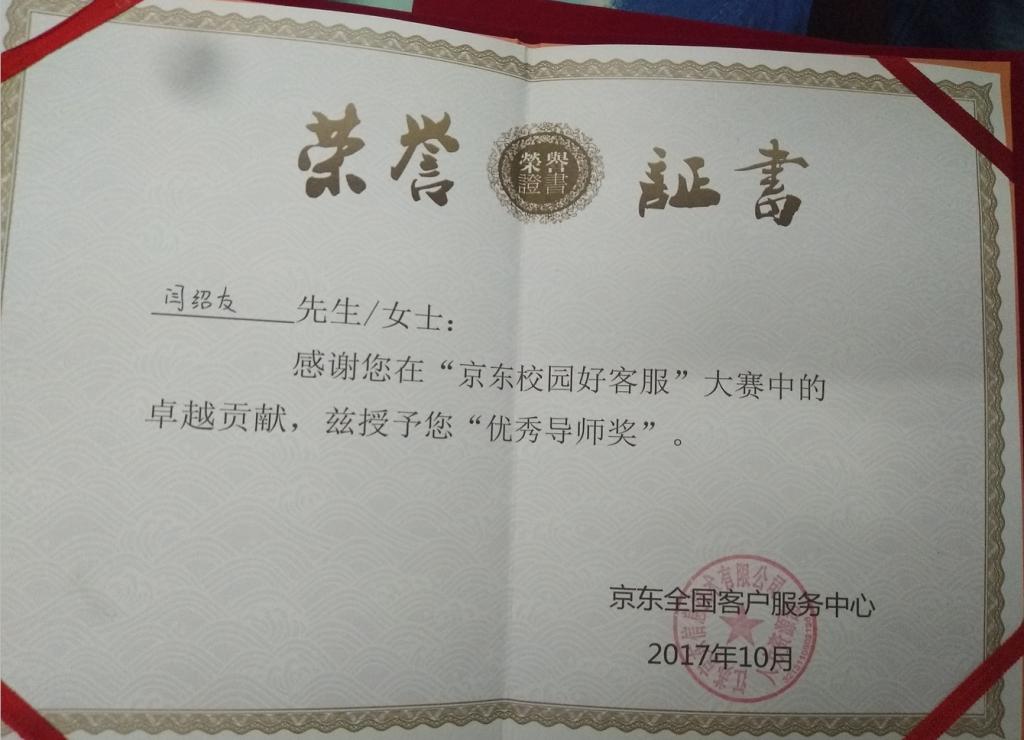 荣誉 證榮書譽 証書
闫绍友 先生/女士：
感谢您在“京东校园好客服”大赛中的
卓越贡献，兹授予您“优秀导师奖”。
京东全国客户服务中心
2017年10月